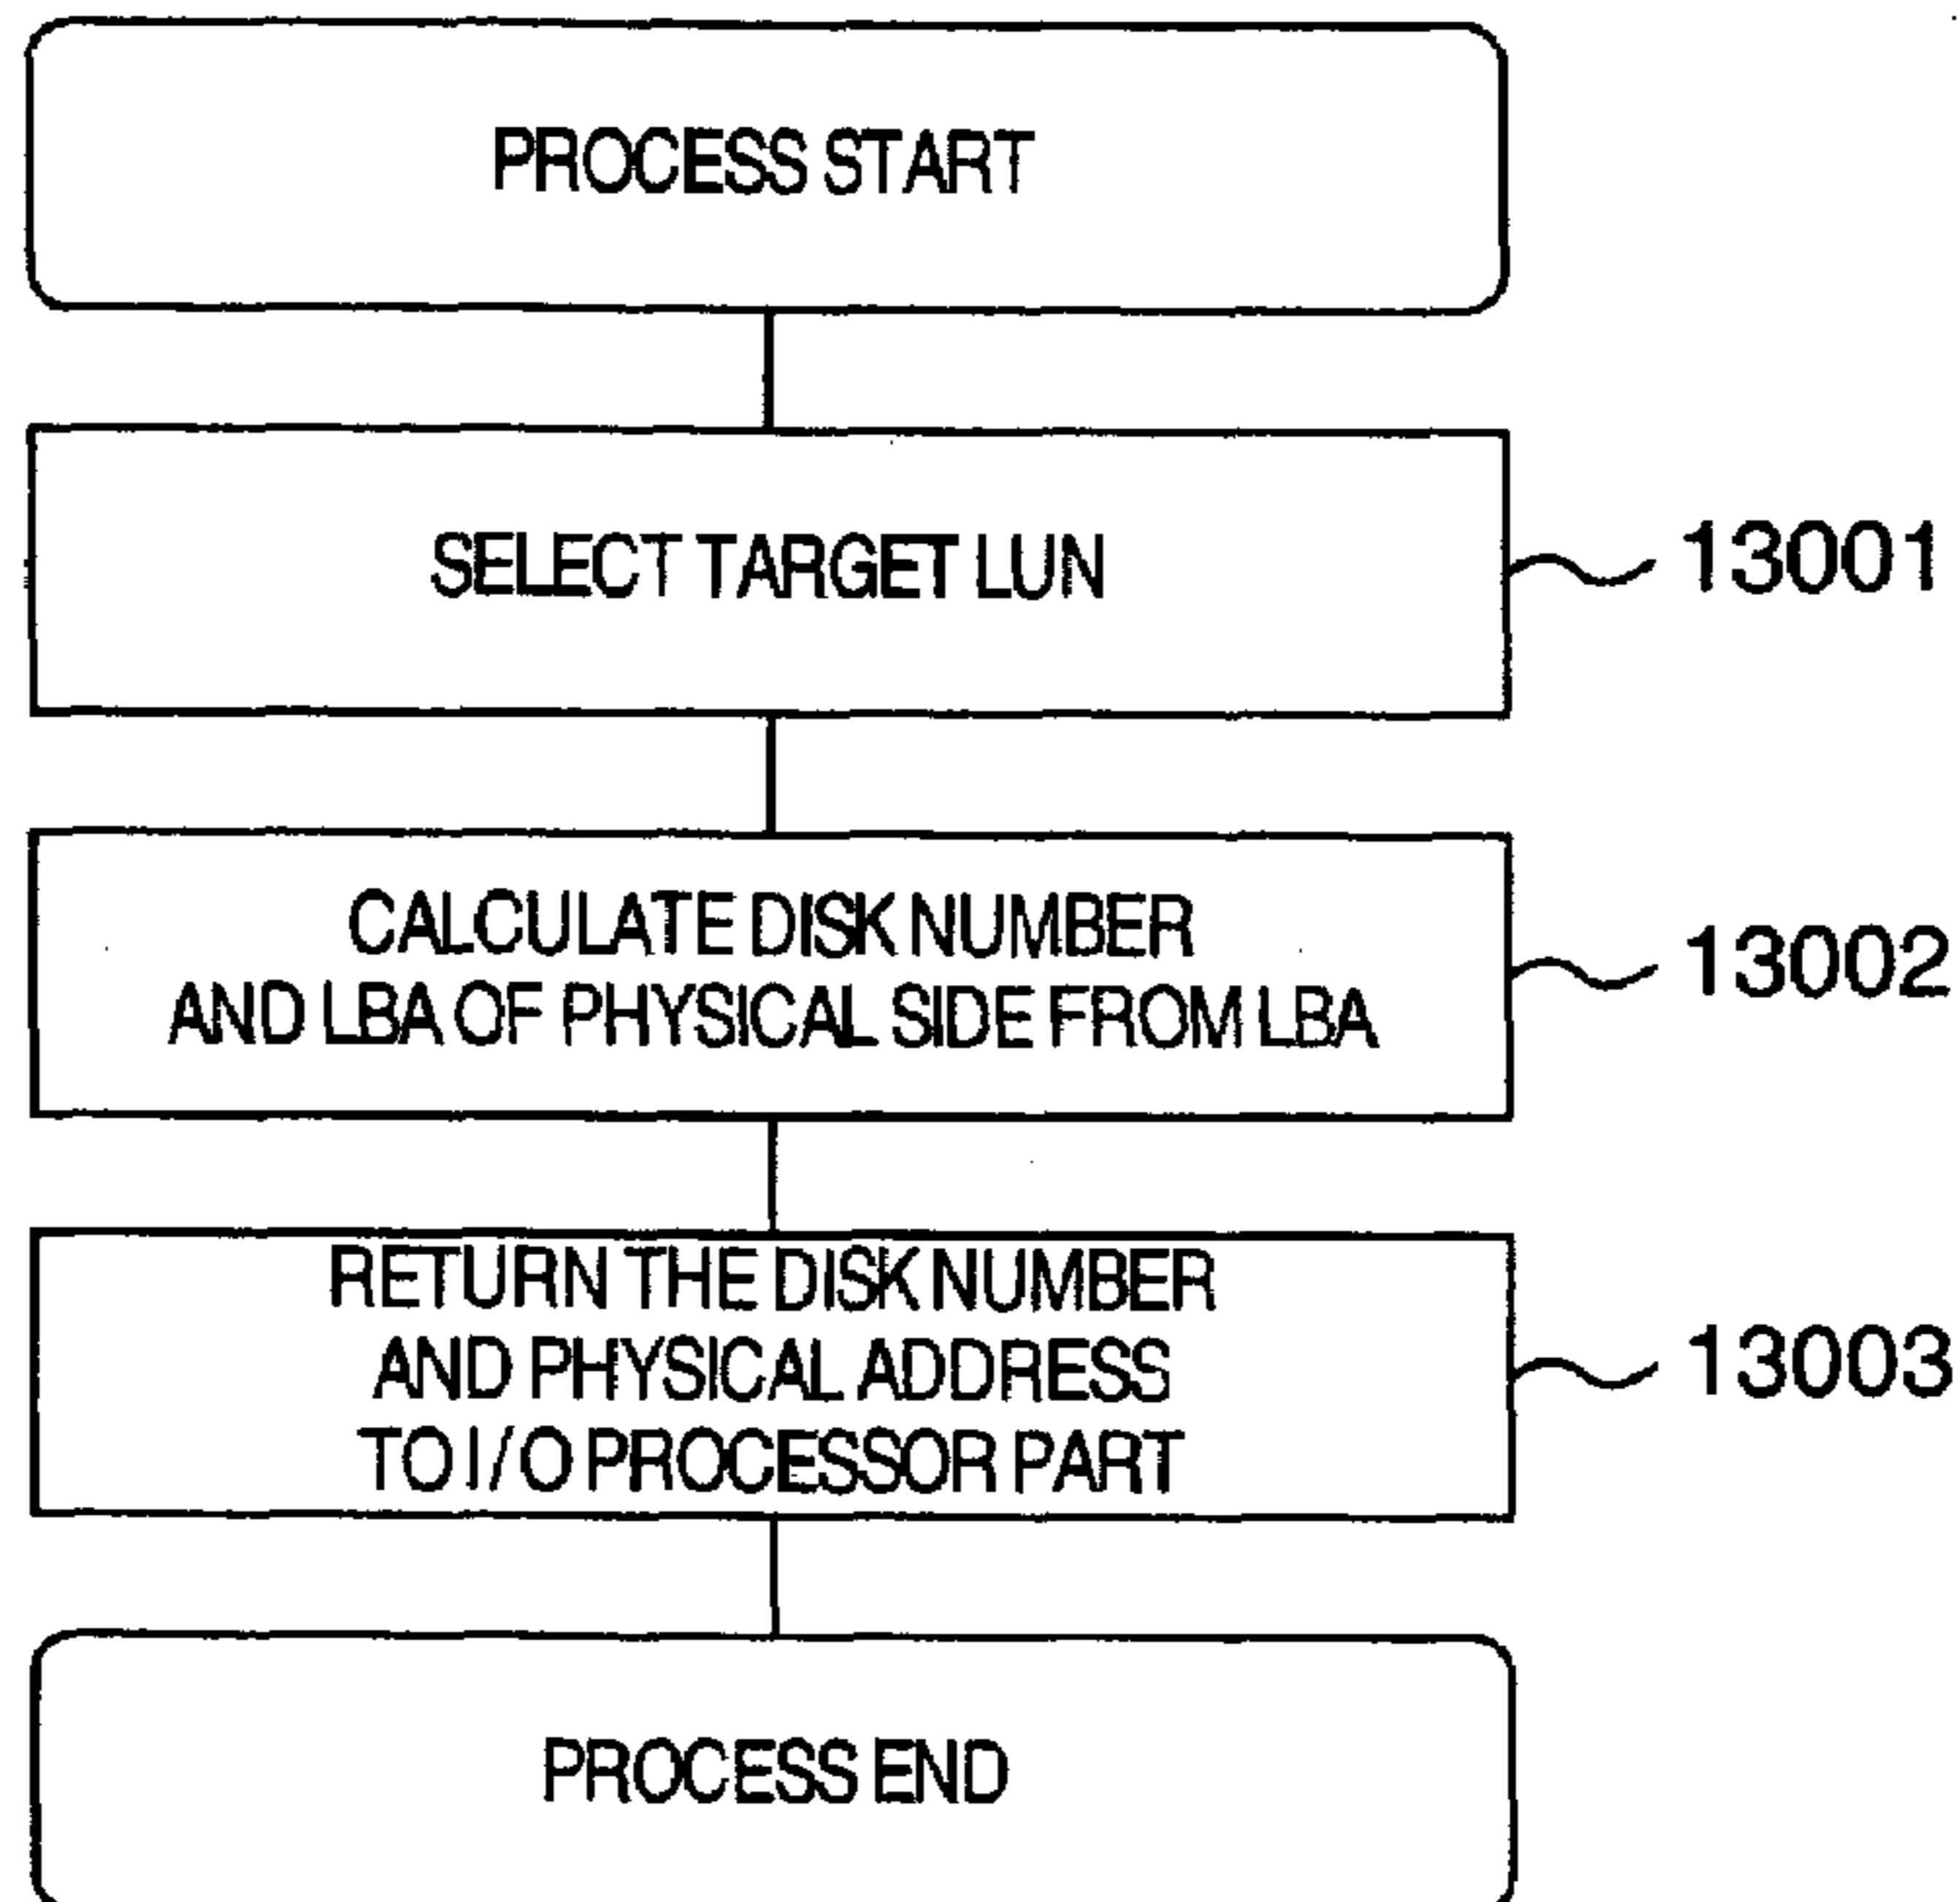 PROCESS START
SELECT TARGET LUN
13001
CALCULATE DISK NUMBER
AND LBA OF PHYSICAL SIDE FROM LBA
13002
RETURN THE DISK NUMBER
AND PHYSICAL ADDRESS
TO I/O PROCESSOR PART
13003
PROCESS END